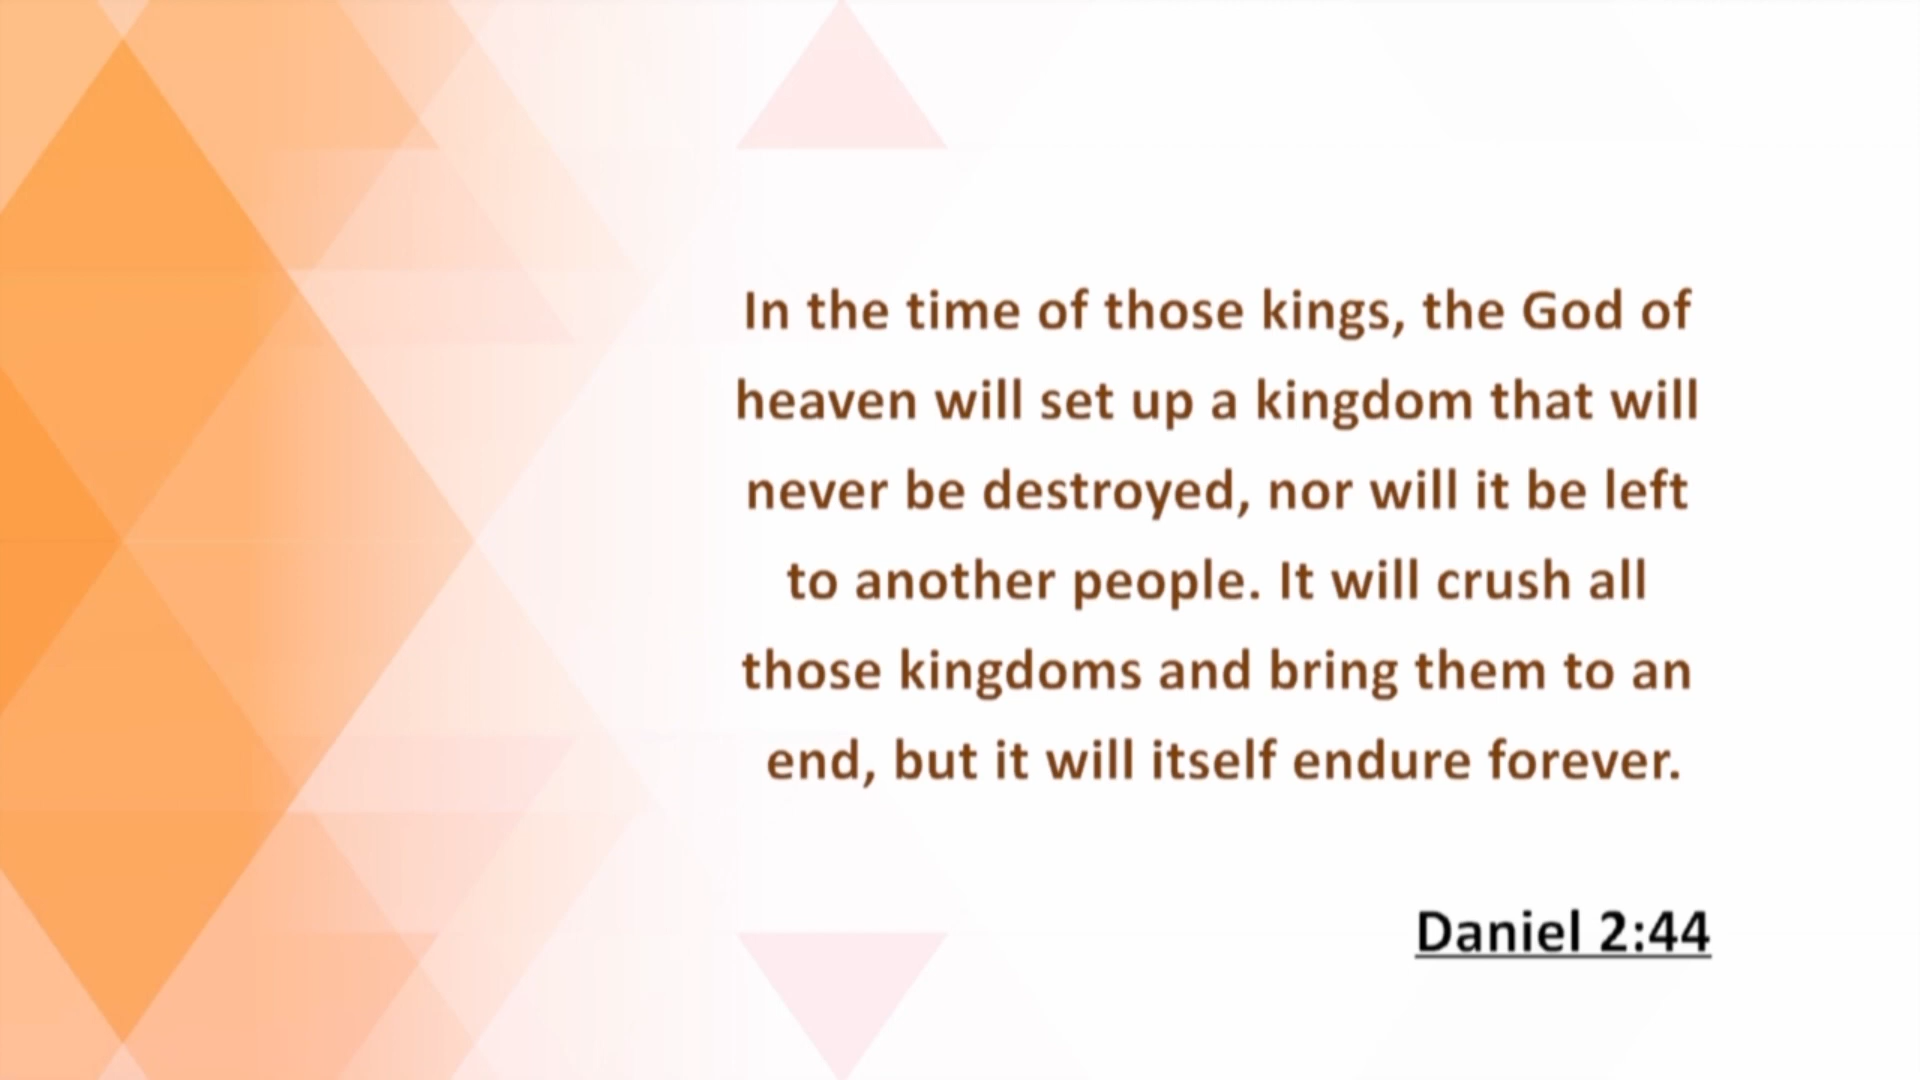 In the time of those kings, the God of
heaven will set up a kingdom that will
never be destroyed, nor will it be left
to another people. It will crush all
those kingdoms and bring them to an
end, but it will itself endure forever.
Daniel 2:44